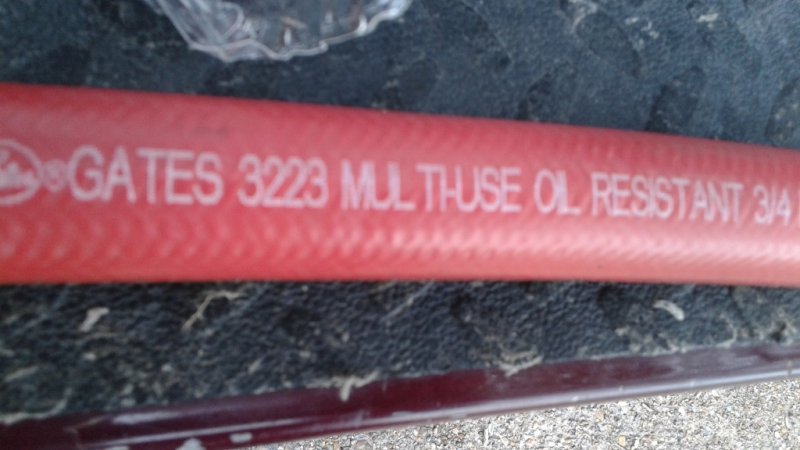 ®GATES 3223 MULTI-USE OIL RESISTANT 3/4